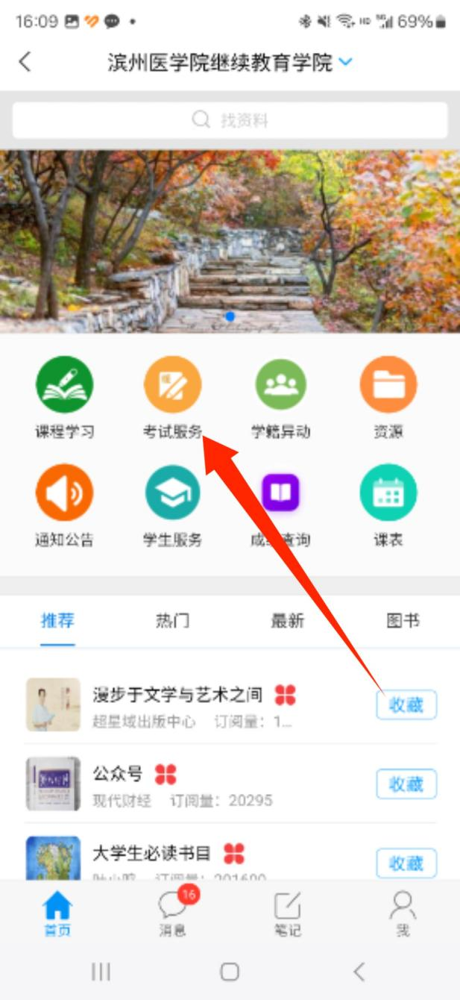 16:09
69%
滨州医学院继续教育学院
找资料
课程学习 考试服务 学籍异动 资源
通知公告 学生服务 成绩查询 课表
推荐 热门 最新 图书
漫步于文学与艺术之间
收藏
超星域出版中心 订阅量：1...
公众号
收藏
现代财经 订阅量：20295
大学生必读书目
收藏
订阅量：201600
16
首页 消息 笔记 我